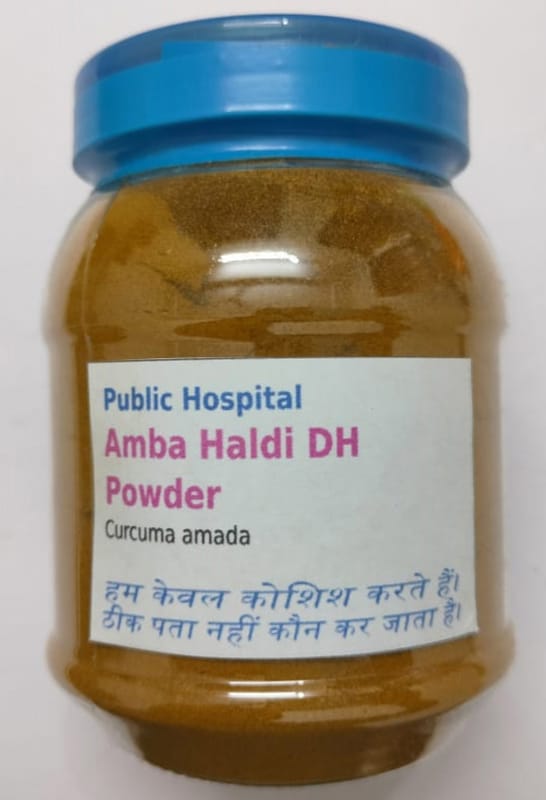 Public Hospital
Amba Haldi DH
Powder
Curcuma amada
हम केवल कोशिश करते हैं।
ठीक पता नहीं कौन कर जाता है।